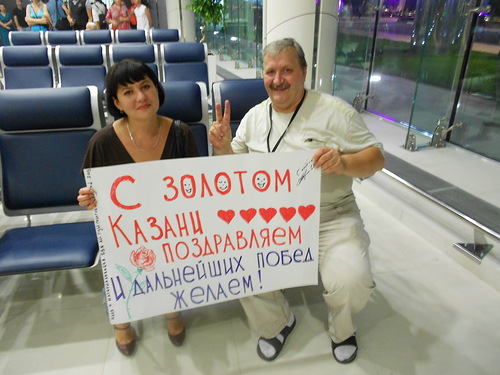 С ЗОЛОТОМ
КАЗАНИ
ПОЗДРАВЛЯЕМ
И ДАЛЬНЕЙШИХ ПОБЕД
ЖЕЛАЕМ!